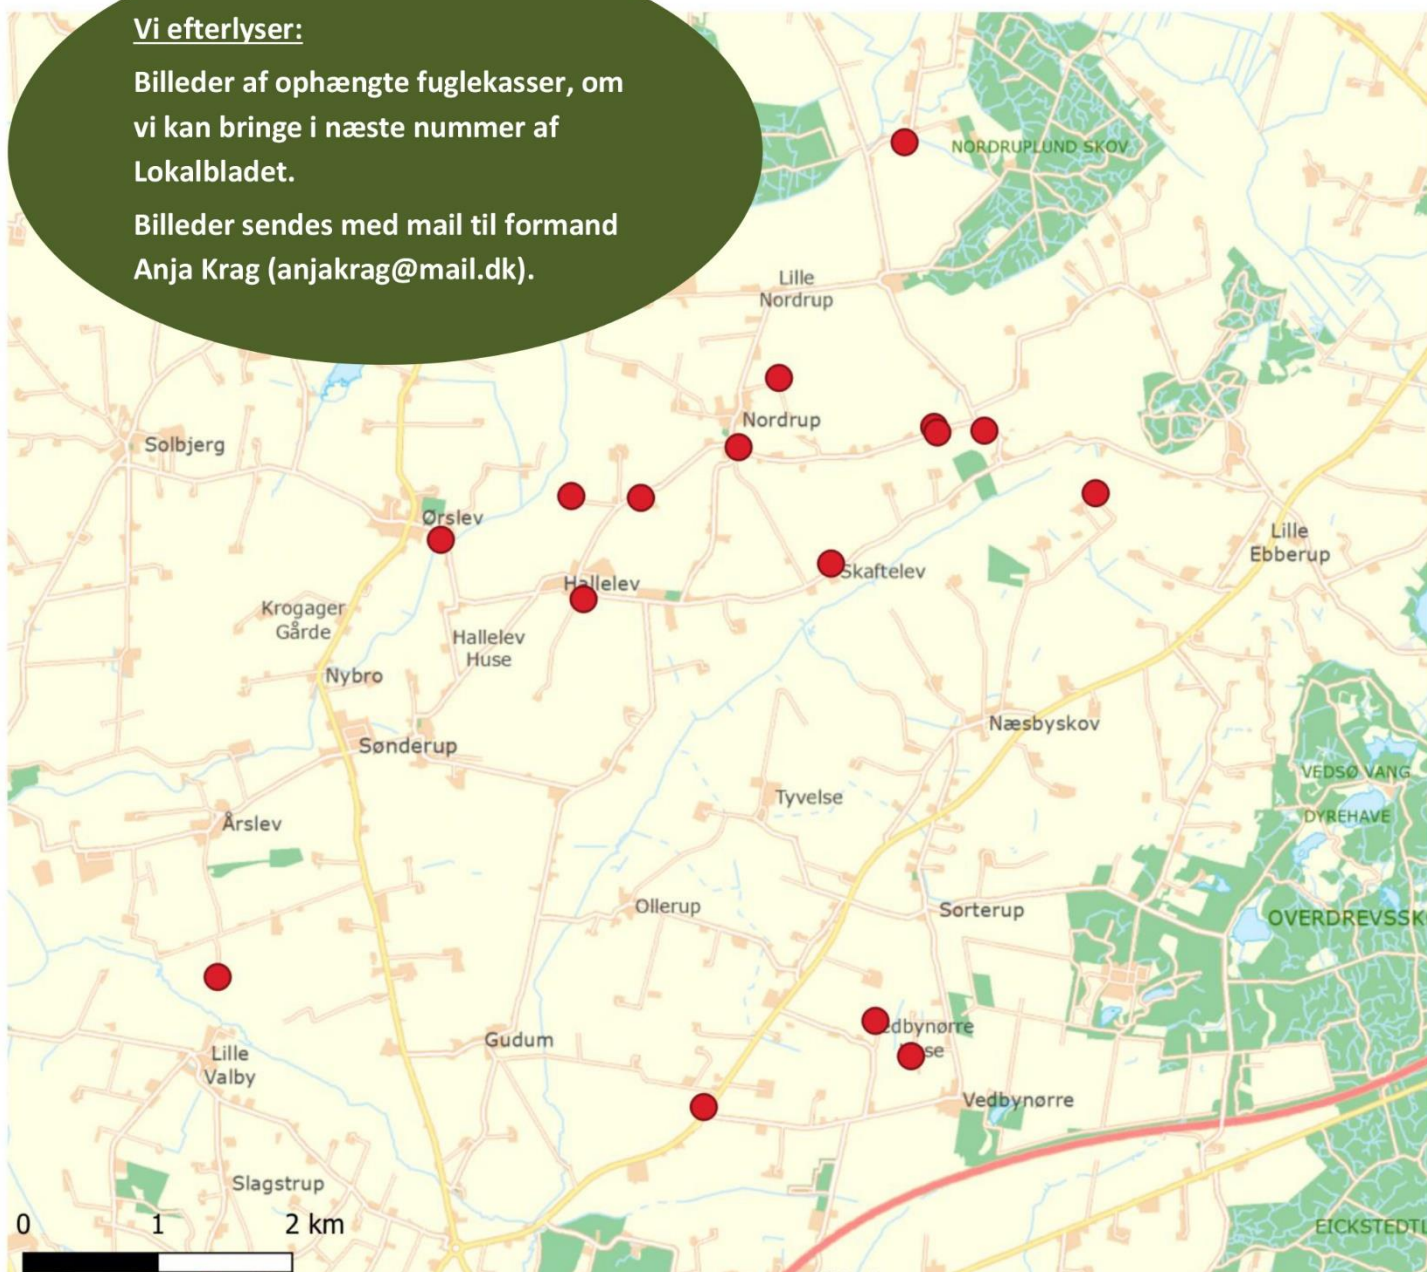 Vi efterlyser:
Billeder af ophængte fuglekasser, om
vi kan bringe i næste nummer af
Lokalbladet.
Billeder sendes med mail til formand
Anja Krag (anjakrag@mail.dk).
NORDRUPLUND SKOV
Lille
Nordrup
Nordrup
Solbjerg
Ørslev
Lille
Ebberup
Skaftelev
Hallelev
Krogager
Gårde
Hallelev
Huse
Nybro
Næsbyskov
Sønderup
VEDSØ VANG
DYREHAVE
Tyvelse
Årslev
Ollerup
Sorterup
OVERDREVSSK
edbynørre
se
Gudum
Lille
Valby
Vedbynørre
Slagstrup
EICKSTEDTL
0 1 2 km